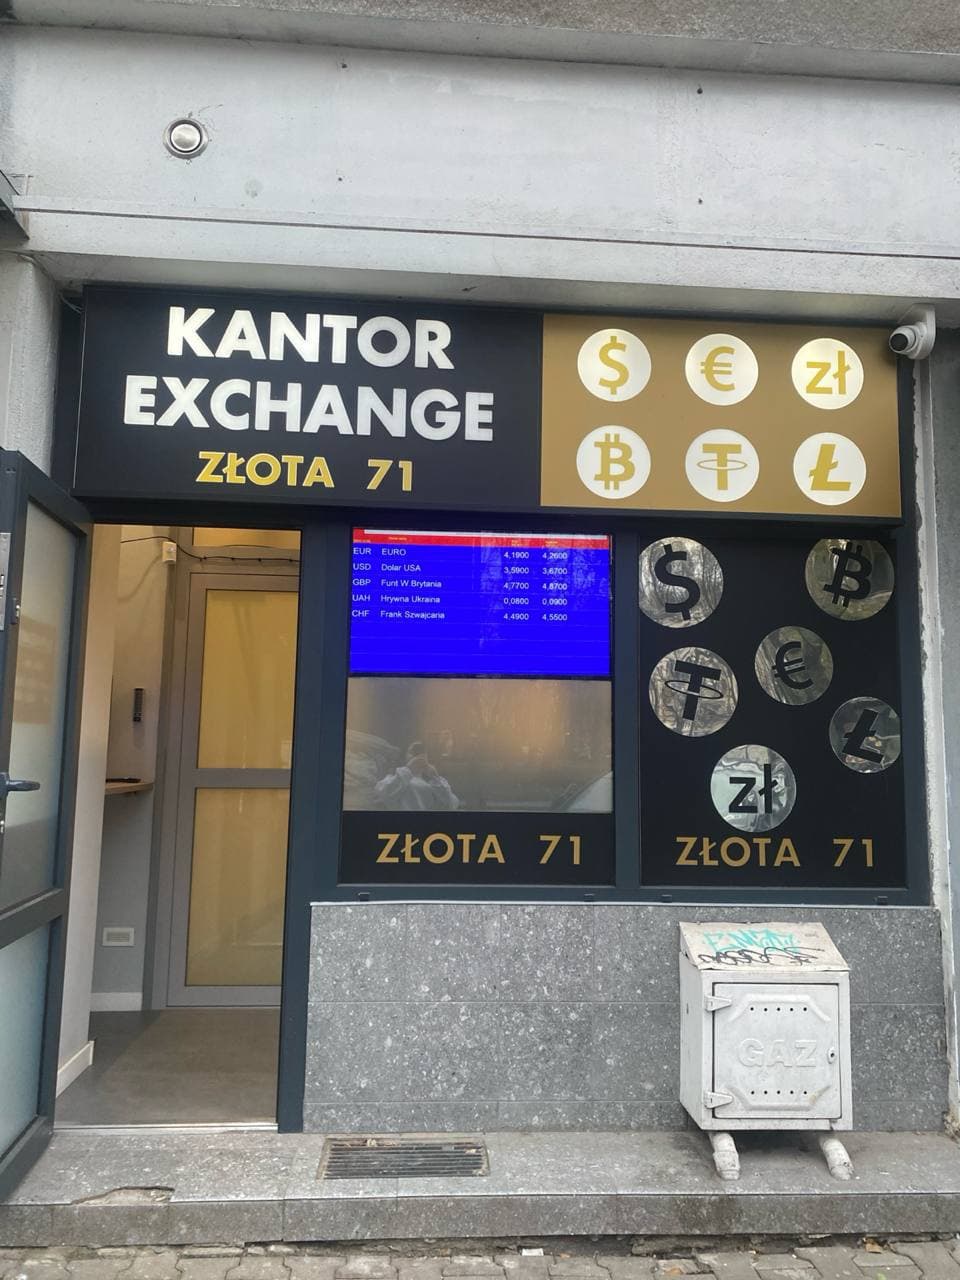 KANTOR
EXCHANGE
ZŁOTA 71
$ € zł
₿ ₮ Ł
EUR EURO 4,1900 4,2600
USD Dolar USA 3,5900 3,6700
GBP Funt W.Brytania 4,7700 4,8700
UAH Hrywna Ukraina 0,0800 0,0900
CHF Frank Szwajcaria 4,4900 4,5500
ZŁOTA 71
$ ₿
₮ €
Ł
zł
ZŁOTA 71
GAZ